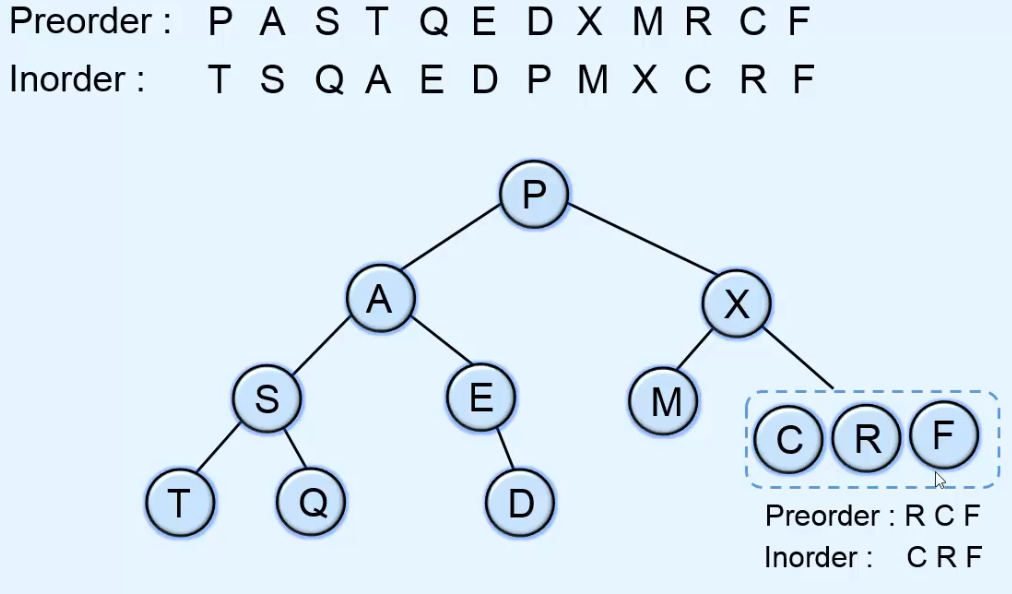 Preorder : P A S T Q E D X M R C F
Inorder : T S Q A E D P M X C R F
P
A X
S E M
C R F
T Q D
Preorder : R C F
Inorder : C R F